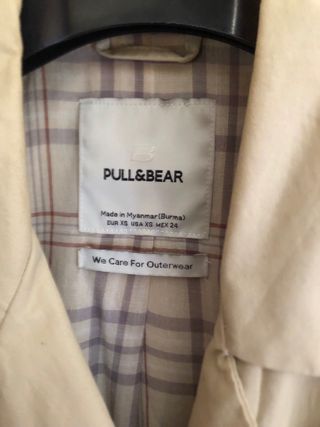 PULL&BEAR
Made in Myanmar(Burma)
EUR XS USA XS MEX 24
We Care For Outerwear